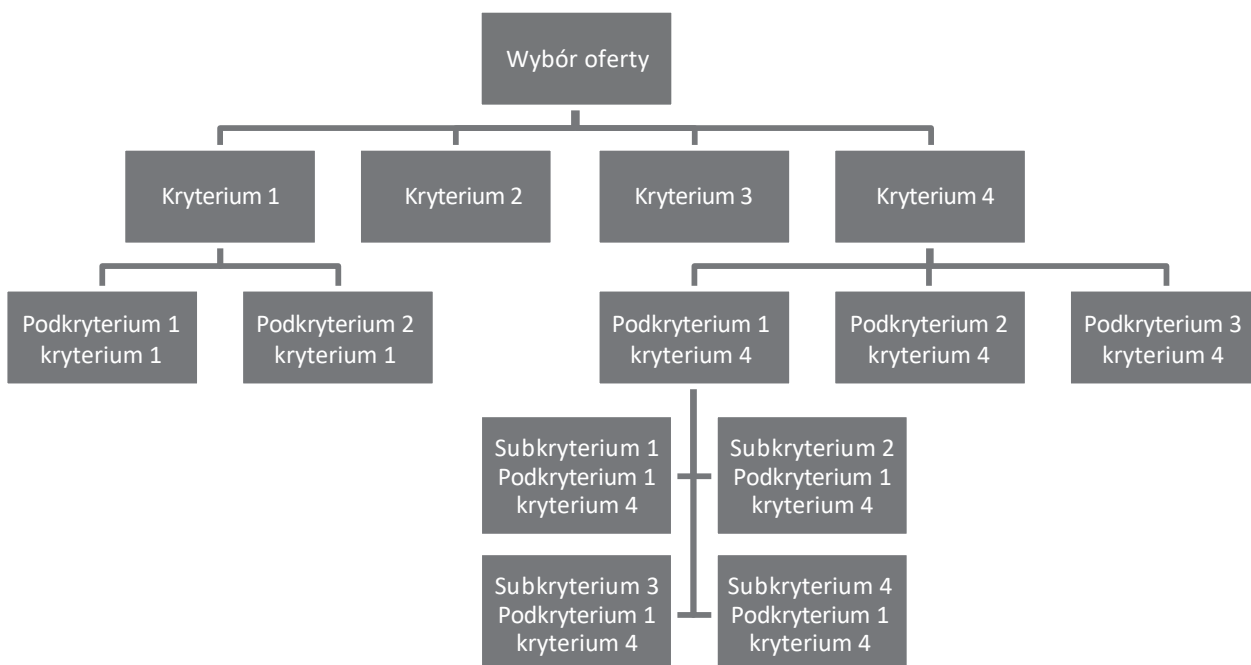 Wybór oferty
Kryterium 1
Kryterium 2
Kryterium 3
Kryterium 4
Podkryterium 1
kryterium 1
Podkryterium 2
kryterium 1
Podkryterium 1
kryterium 4
Podkryterium 2
kryterium 4
Podkryterium 3
kryterium 4
Subkryterium 1
Podkryterium 1
kryterium 4
Subkryterium 2
Podkryterium 1
kryterium 4
Subkryterium 3
Podkryterium 1
kryterium 4
Subkryterium 4
Podkryterium 1
kryterium 4